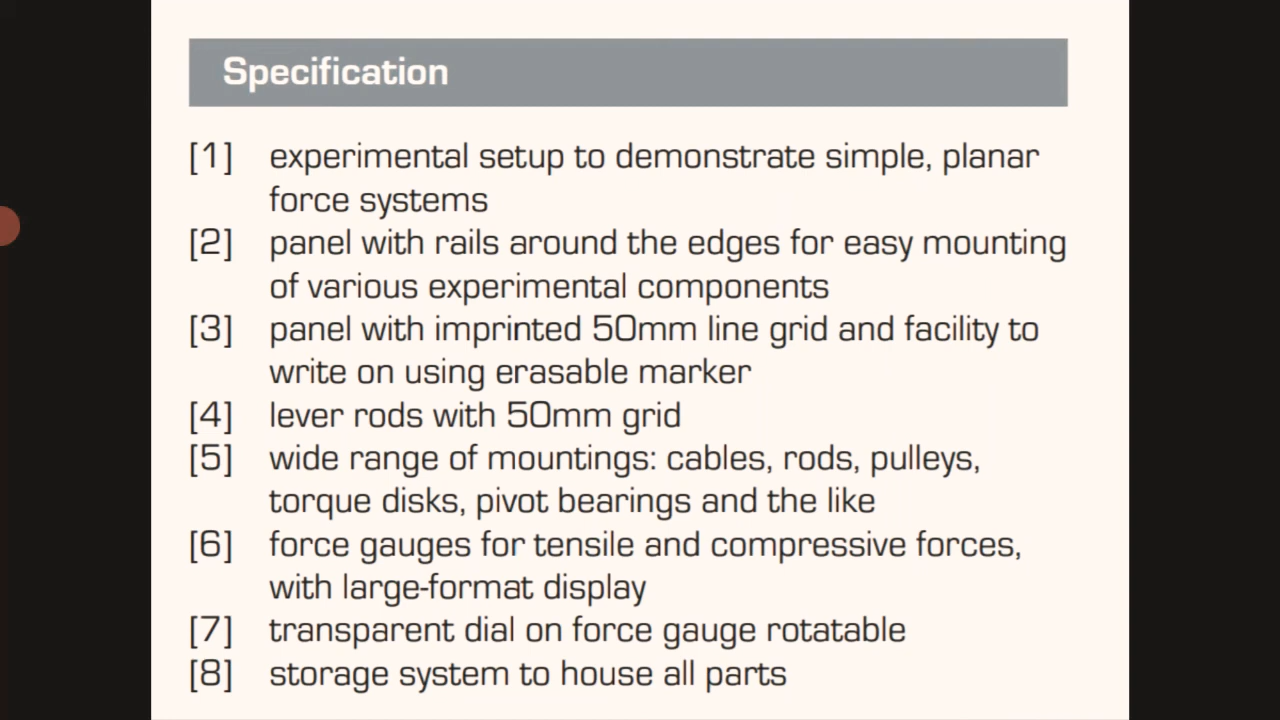 Specification
[1] experimental setup to demonstrate simple, planar
force systems
[2] panel with rails around the edges for easy mounting
of various experimental components
[3] panel with imprinted 50mm line grid and facility to
write on using erasable marker
[4] lever rods with 50mm grid
[5] wide range of mountings: cables, rods, pulleys,
torque disks, pivot bearings and the like
[6] force gauges for tensile and compressive forces,
with large-format display
[7] transparent dial on force gauge rotatable
[8] storage system to house all parts